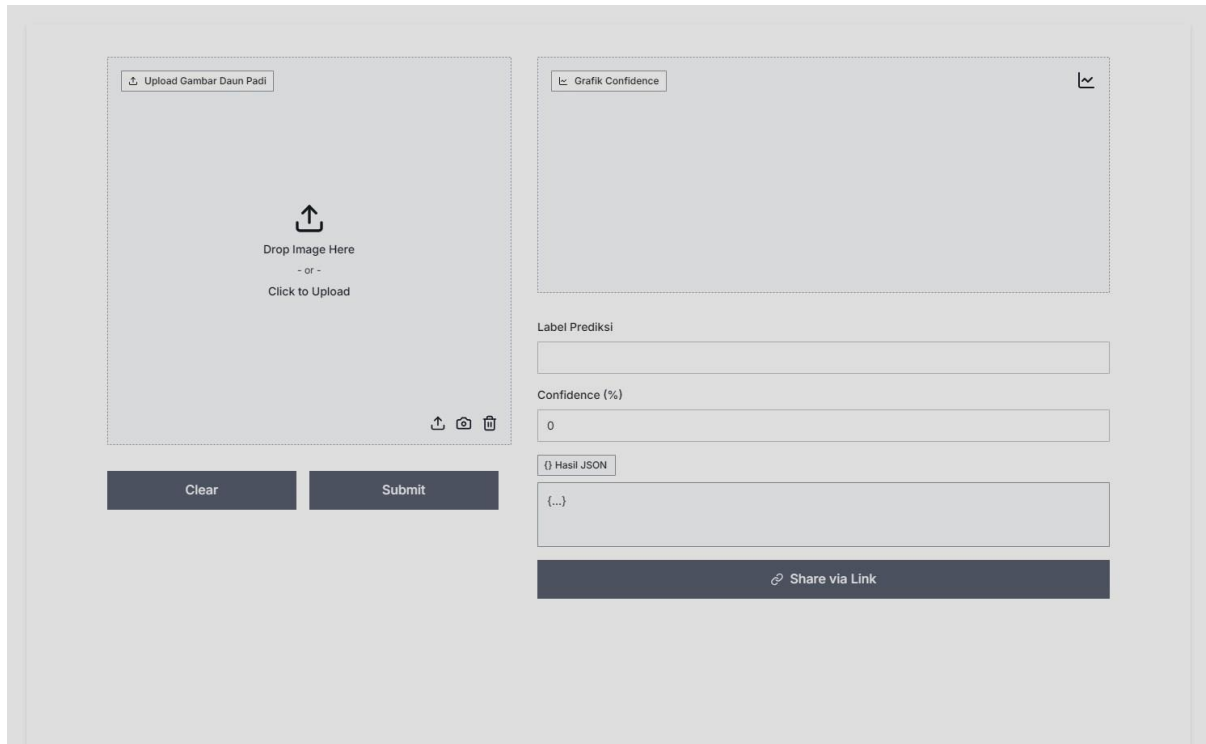 Upload Gambar Daun Padi
Drop Image Here
- or -
Click to Upload
Clear
Submit
Grafik Confidence
Label Prediksi
Confidence (%)
0
{} Hasil JSON
{...}
Share via Link